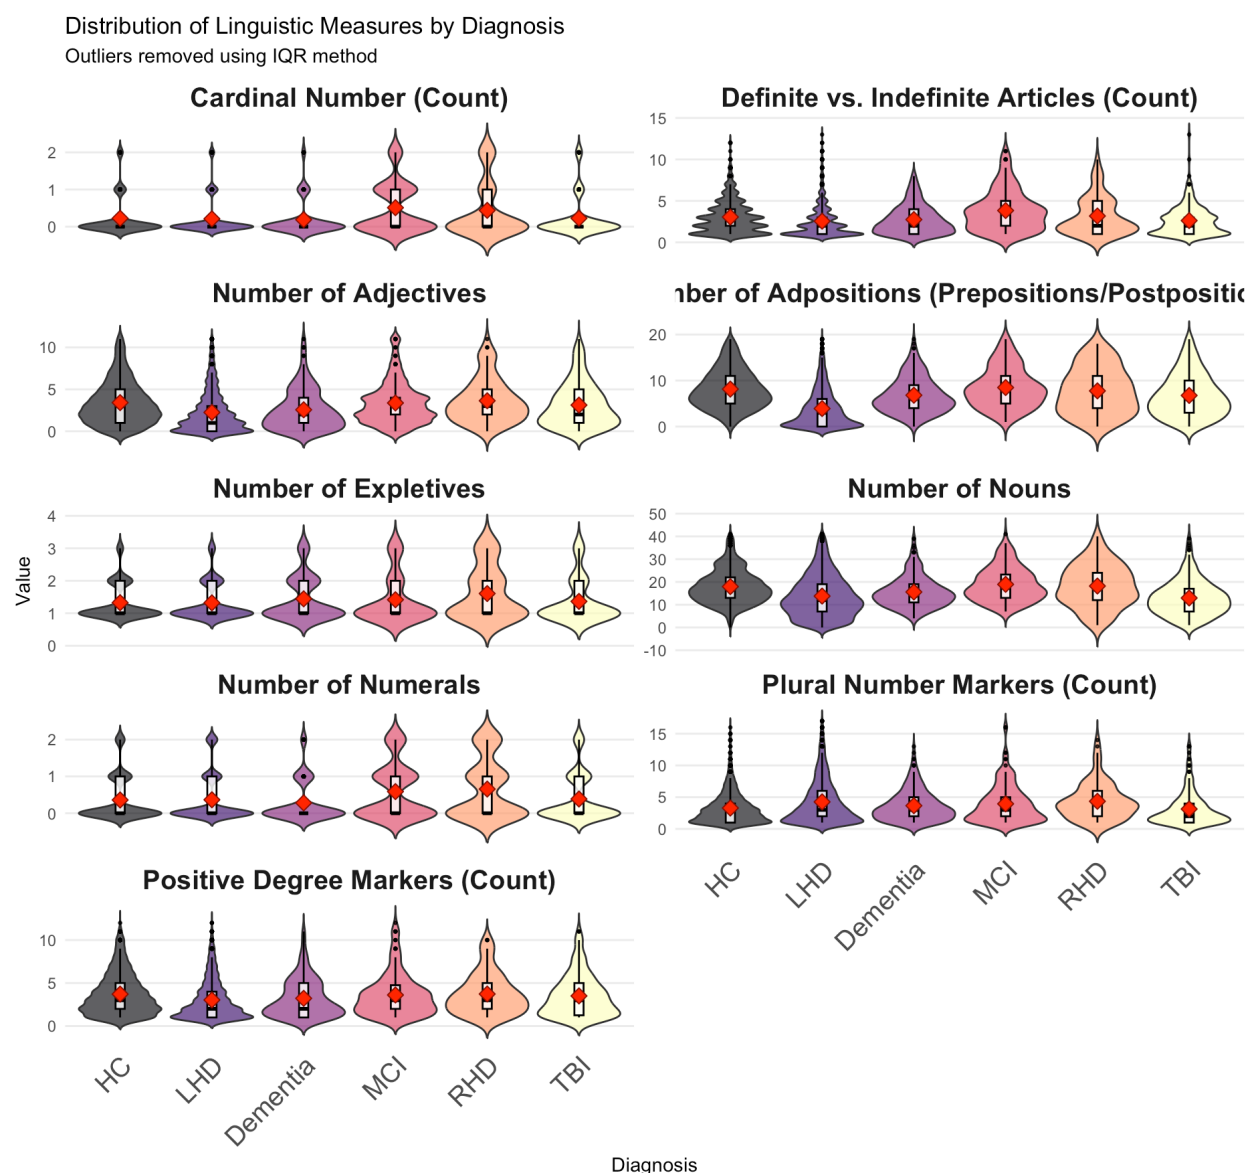 Distribution of Linguistic Measures by Diagnosis
Outliers removed using IQR method
Cardinal Number (Count)
2
1
0
Definite vs. Indefinite Articles (Count)
15
10
5
0
Number of Adjectives
10
5
0
of Adpositions (Prepositions/
20
10
0
Number of Expletives
4
3
2
1
0
Number of Nouns
50
40
30
20
10
0
-10
Value
Number of Numerals
2
1
0
Plural Number Markers (Count)
15
10
5
0
HC
LHD
Dementia
MCI
RHD
TBI
Positive Degree Markers (Count)
10
5
0
HC
LHD
Dementia
MCI
RHD
TBI
Diagnosis